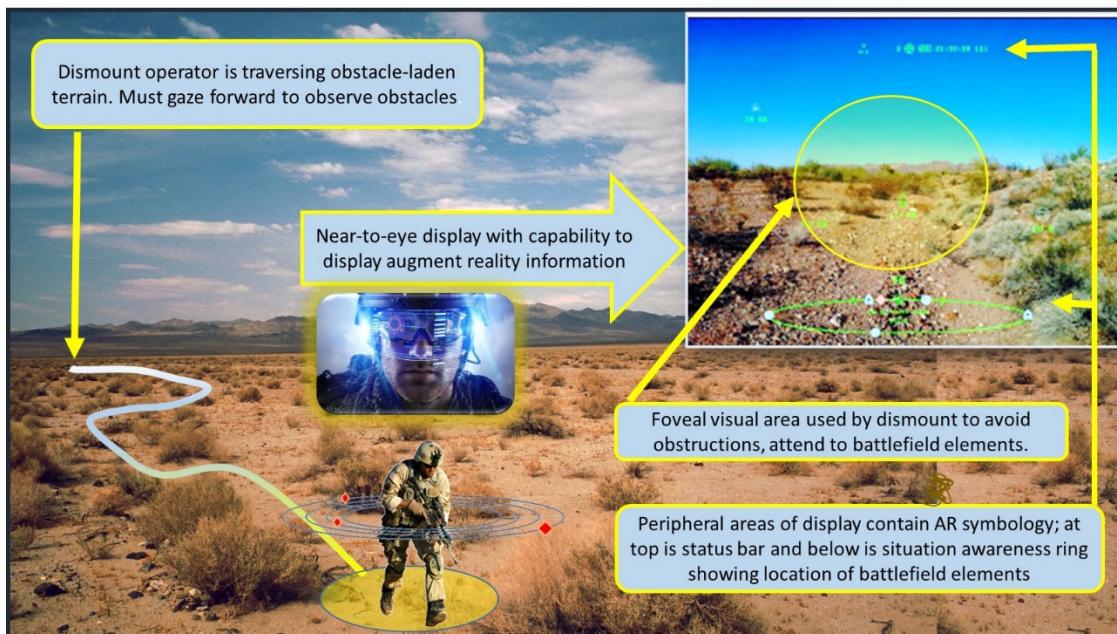 Dismount operator is traversing obstacle-laden
terrain. Must gaze forward to observe obstacles
Near-to-eye display with capability to
display augment reality information
Foveal visual area used by dismount to avoid
obstructions, attend to battlefield elements.
Peripheral areas of display contain AR symbology; at
top is status bar and below is situation awareness ring
showing location of battlefield elements